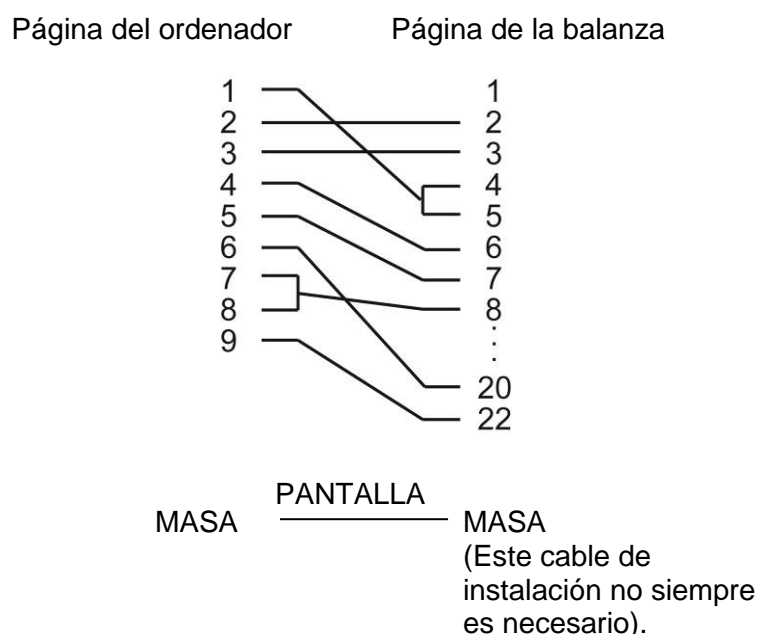 Página del ordenador Página de la balanza
1 1
2 2
3 3
4 4
5 5
6 6
7 7
8 8
9 .
.
.
20
22
PANTALLA
MASA MASA
(Este cable de
instalación no siempre
es necesario).